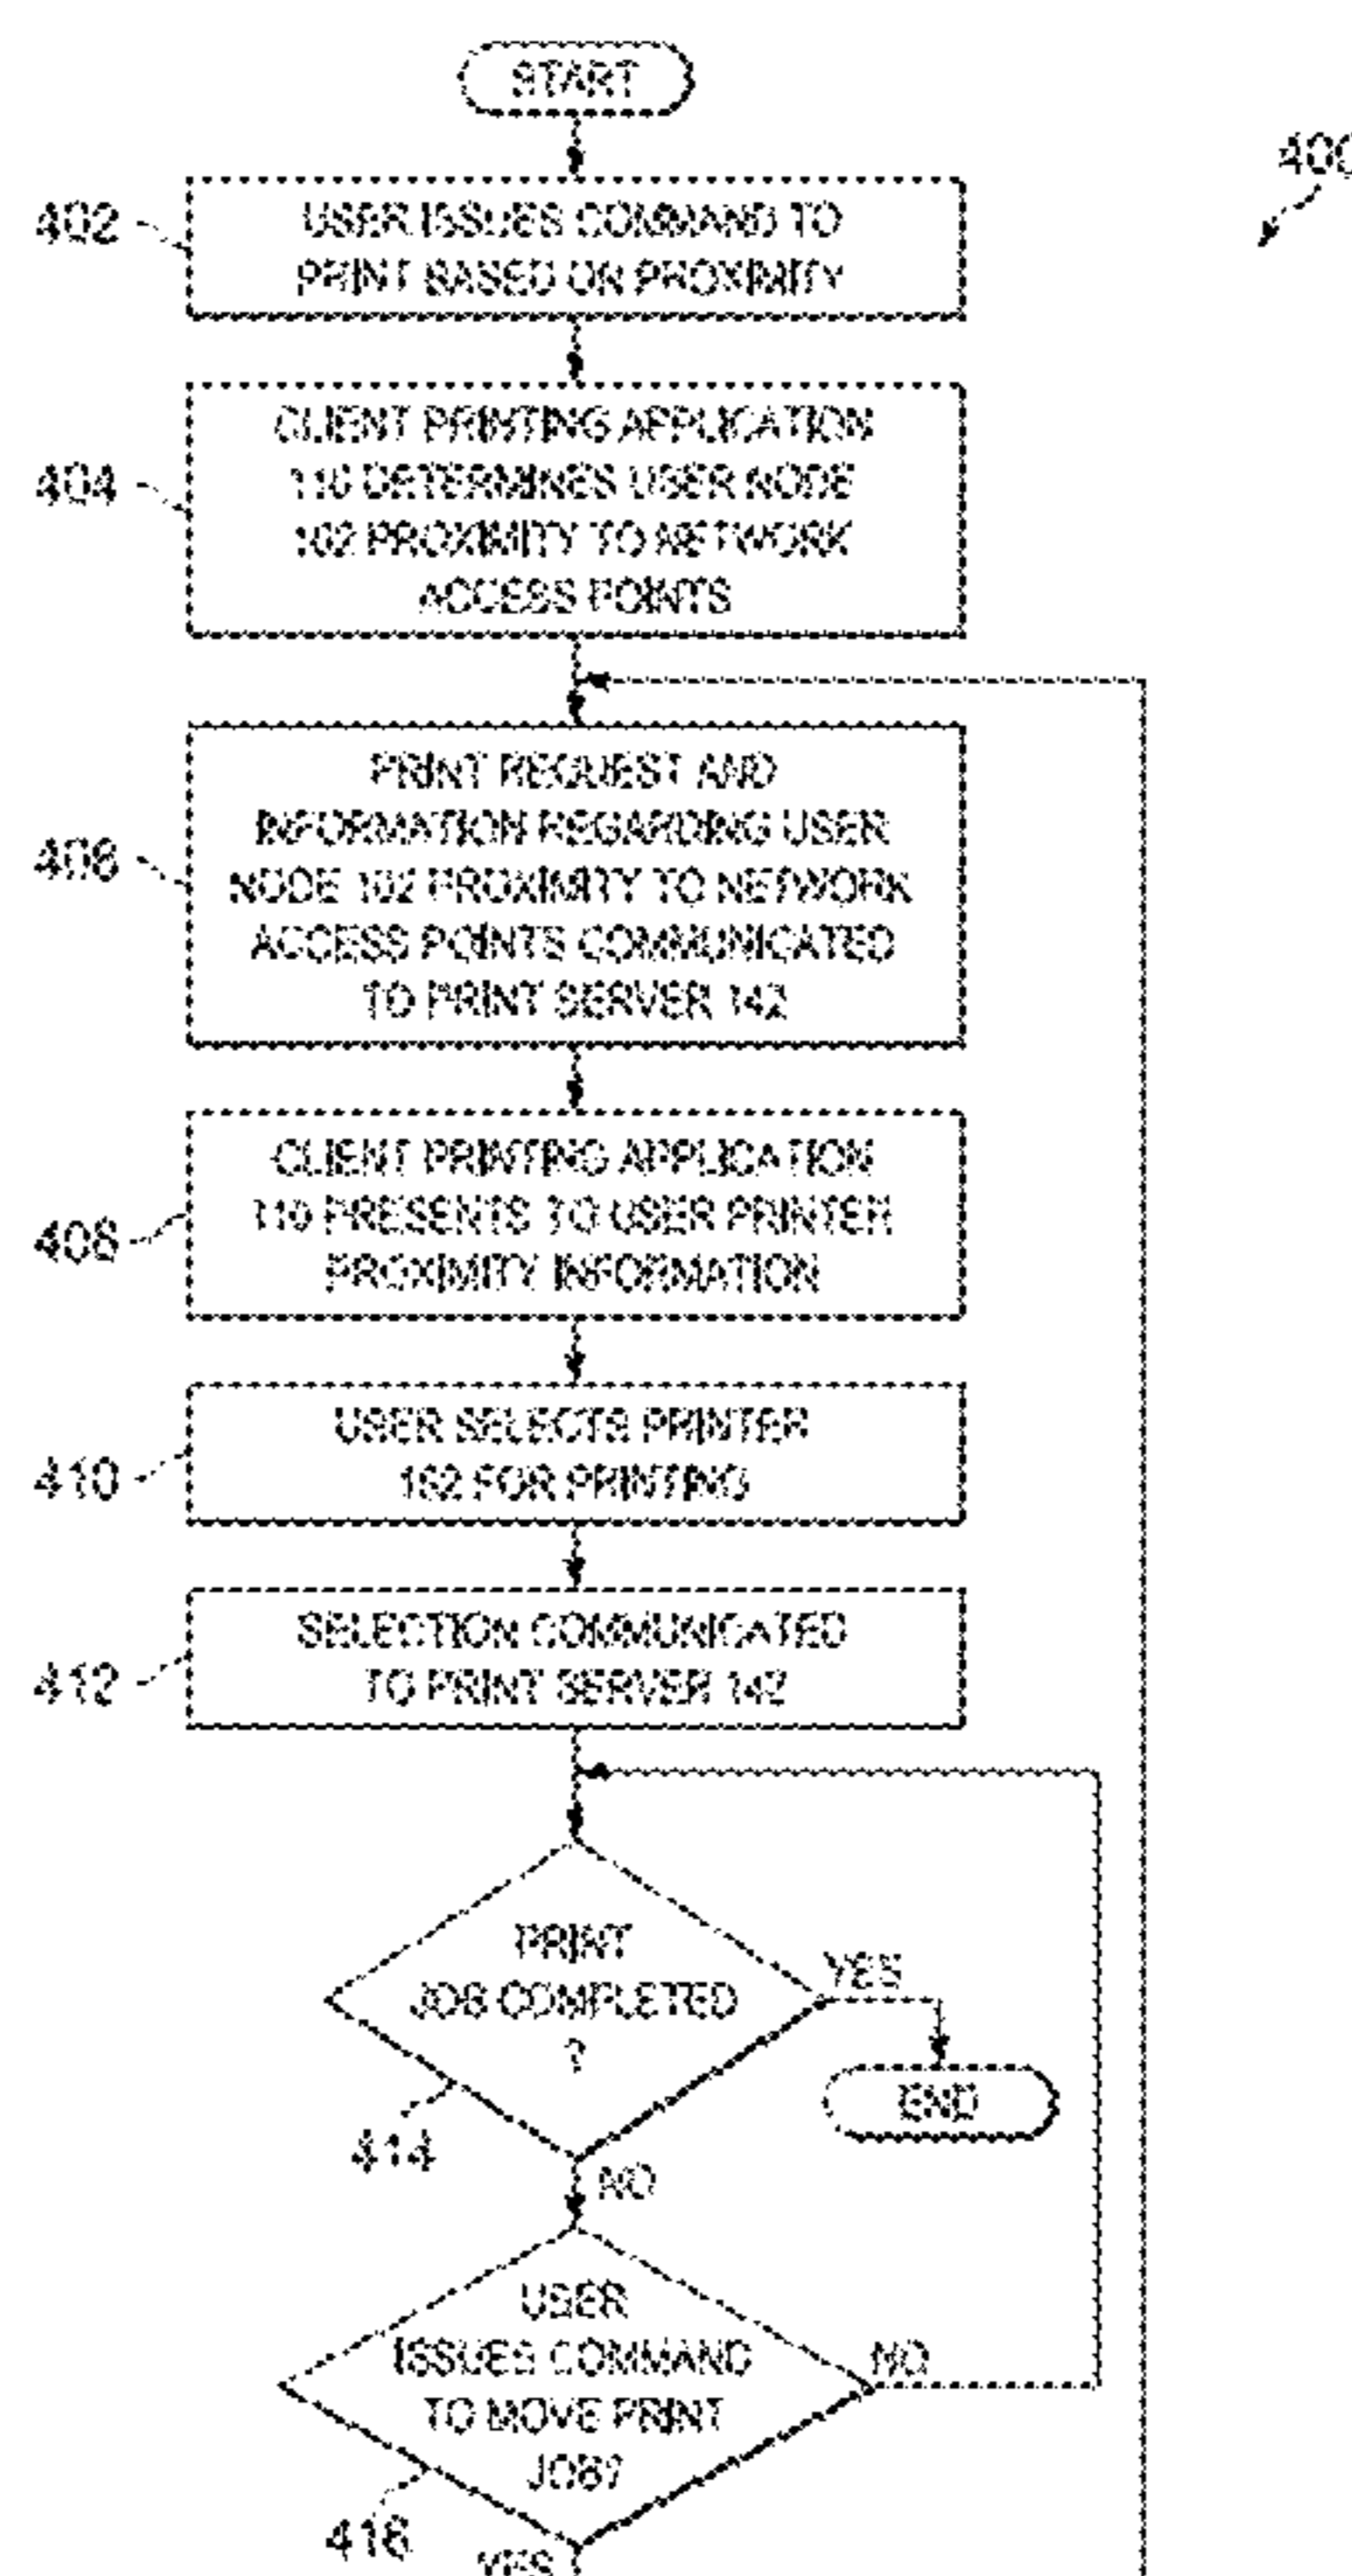 START
400
402
USER ISSUES COMMAND TO
PRINT BASED ON PROXIMITY
404
CLIENT PRINTING APPLICATION
110 DETERMINES USER NODE
102 PROXIMITY TO NETWORK
ACCESS POINTS
406
PRINT REQUEST AND
INFORMATION REGARDING USER
NODE 102 PROXIMITY TO NETWORK
ACCESS POINTS COMMUNICATED
TO PRINT SERVER 142
408
CLIENT PRINTING APPLICATION
110 PRESENTS TO USER PRINTER
PROXIMITY INFORMATION
410
USER SELECTS PRINTER
162 FOR PRINTING
412
SELECTION COMMUNICATED
TO PRINT SERVER 142
PRINT
JOB COMPLETED
?
YES
END
414
NO
USER
ISSUES COMMAND
TO MOVE PRINT
JOB?
NO
416
YES